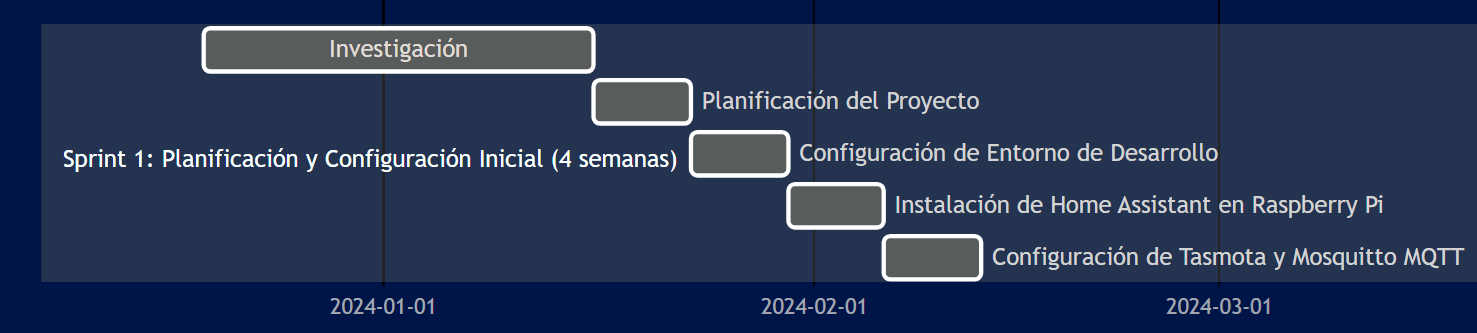 Investigación
Planificación del Proyecto
Sprint 1: Planificación y Configuración Inicial (4 semanas)
Configuración de Entorno de Desarrollo
Instalación de Home Assistant en Raspberry Pi
Configuración de Tasmota y Mosquitto MQTT
2024-01-01
2024-02-01
2024-03-01